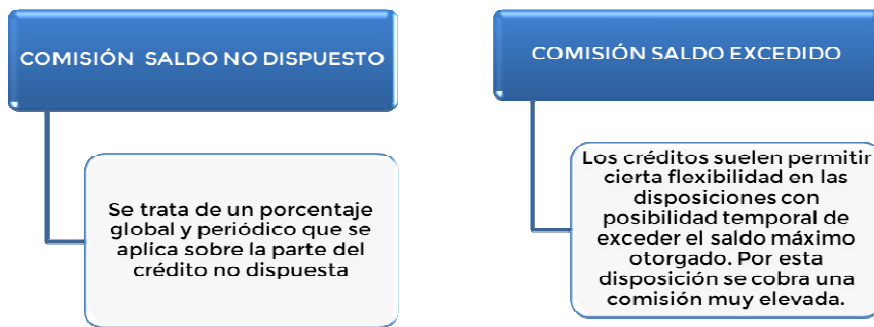 COMISIÓN SALDO NO DISPUESTO
Se trata de un porcentaje
global y periódico que se
aplica sobre la parte del
crédito no dispuesta
COMISIÓN SALDO EXCEDIDO
Los créditos suelen permitir
cierta flexibilidad en las
disposiciones con
posibilidad temporal de
exceder el saldo máximo
otorgado. Por esta
disposición se cobra una
comisión muy elevada.